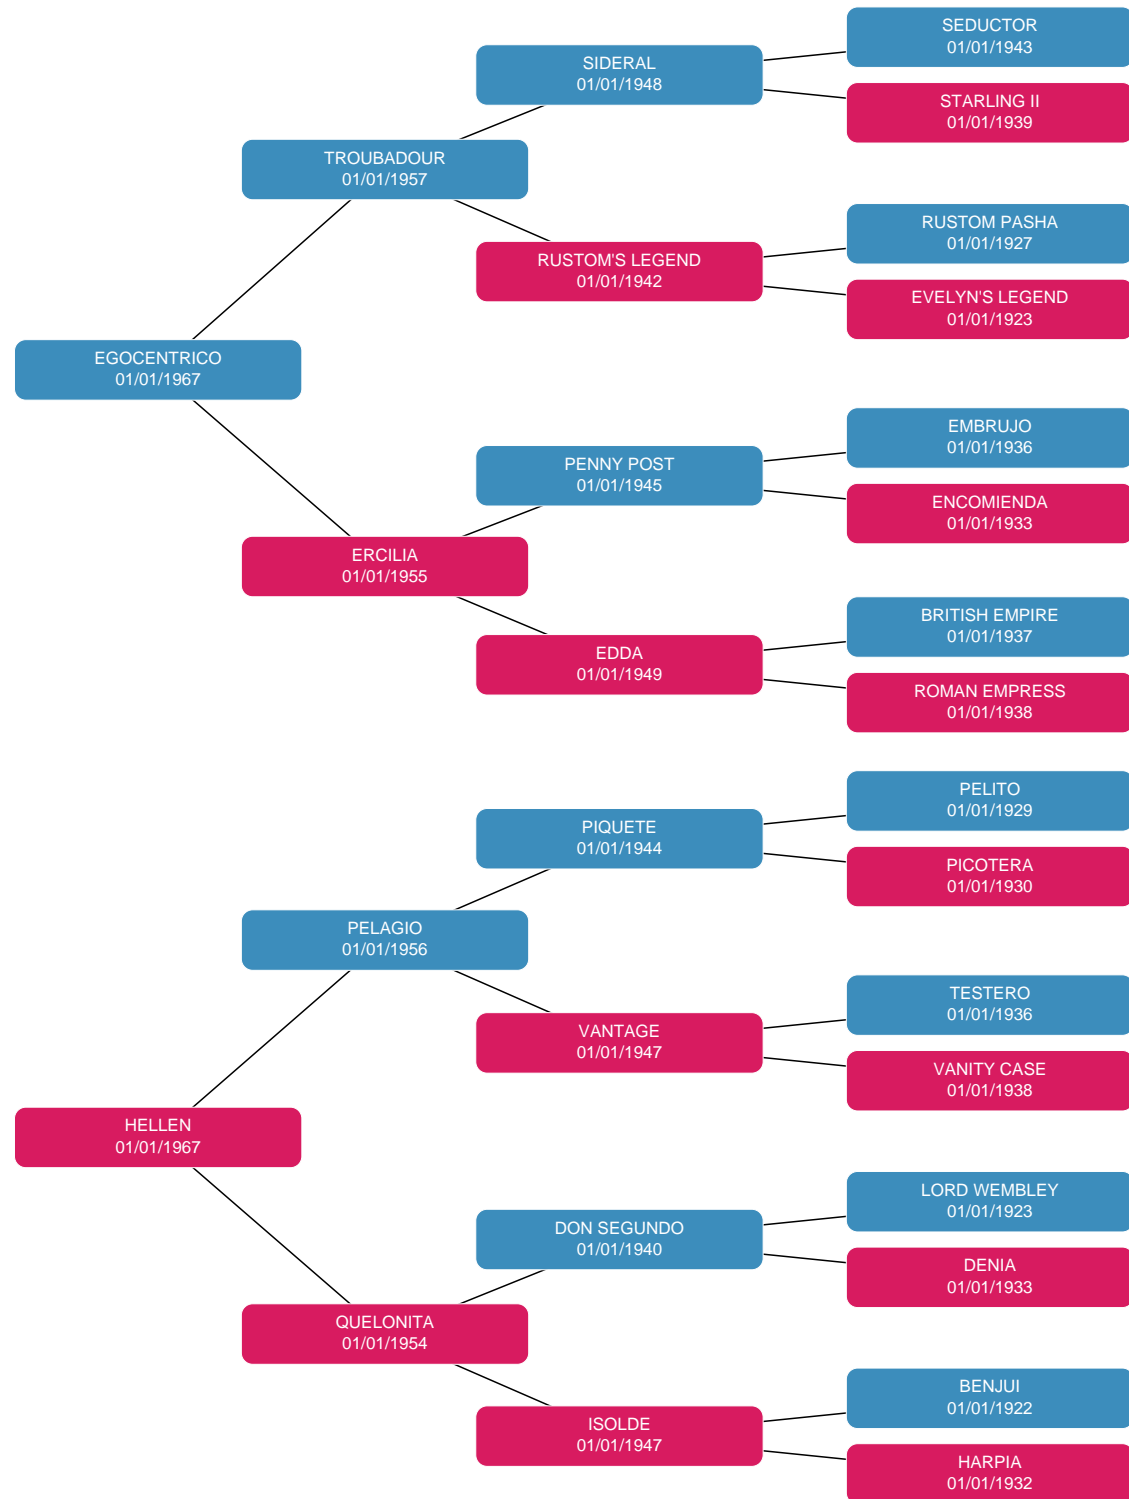 SEDUCTOR
01/01/1943
SIDERAL
01/01/1948
STARLING II
01/01/1939
TROUBADOUR
01/01/1957
RUSTOM PASHA
01/01/1927
RUSTOM'S LEGEND
01/01/1942
EVELYN'S LEGEND
01/01/1923
EGOCENTRICO
01/01/1967
EMBRUJO
01/01/1936
PENNY POST
01/01/1945
ENCOMIENDA
01/01/1933
ERCILIA
01/01/1955
BRITISH EMPIRE
01/01/1937
EDDA
01/01/1949
ROMAN EMPRESS
01/01/1938
PELITO
01/01/1929
PIQUETE
01/01/1944
PICOTERA
01/01/1930
PELAGIO
01/01/1956
TESTERO
01/01/1936
VANTAGE
01/01/1947
VANITY CASE
01/01/1938
HELLEN
01/01/1967
LORD WEMBLEY
01/01/1923
DON SEGUNDO
01/01/1940
DENIA
01/01/1933
QUELONITA
01/01/1954
BENJUI
01/01/1922
ISOLDE
01/01/1947
HARPIA
01/01/1932